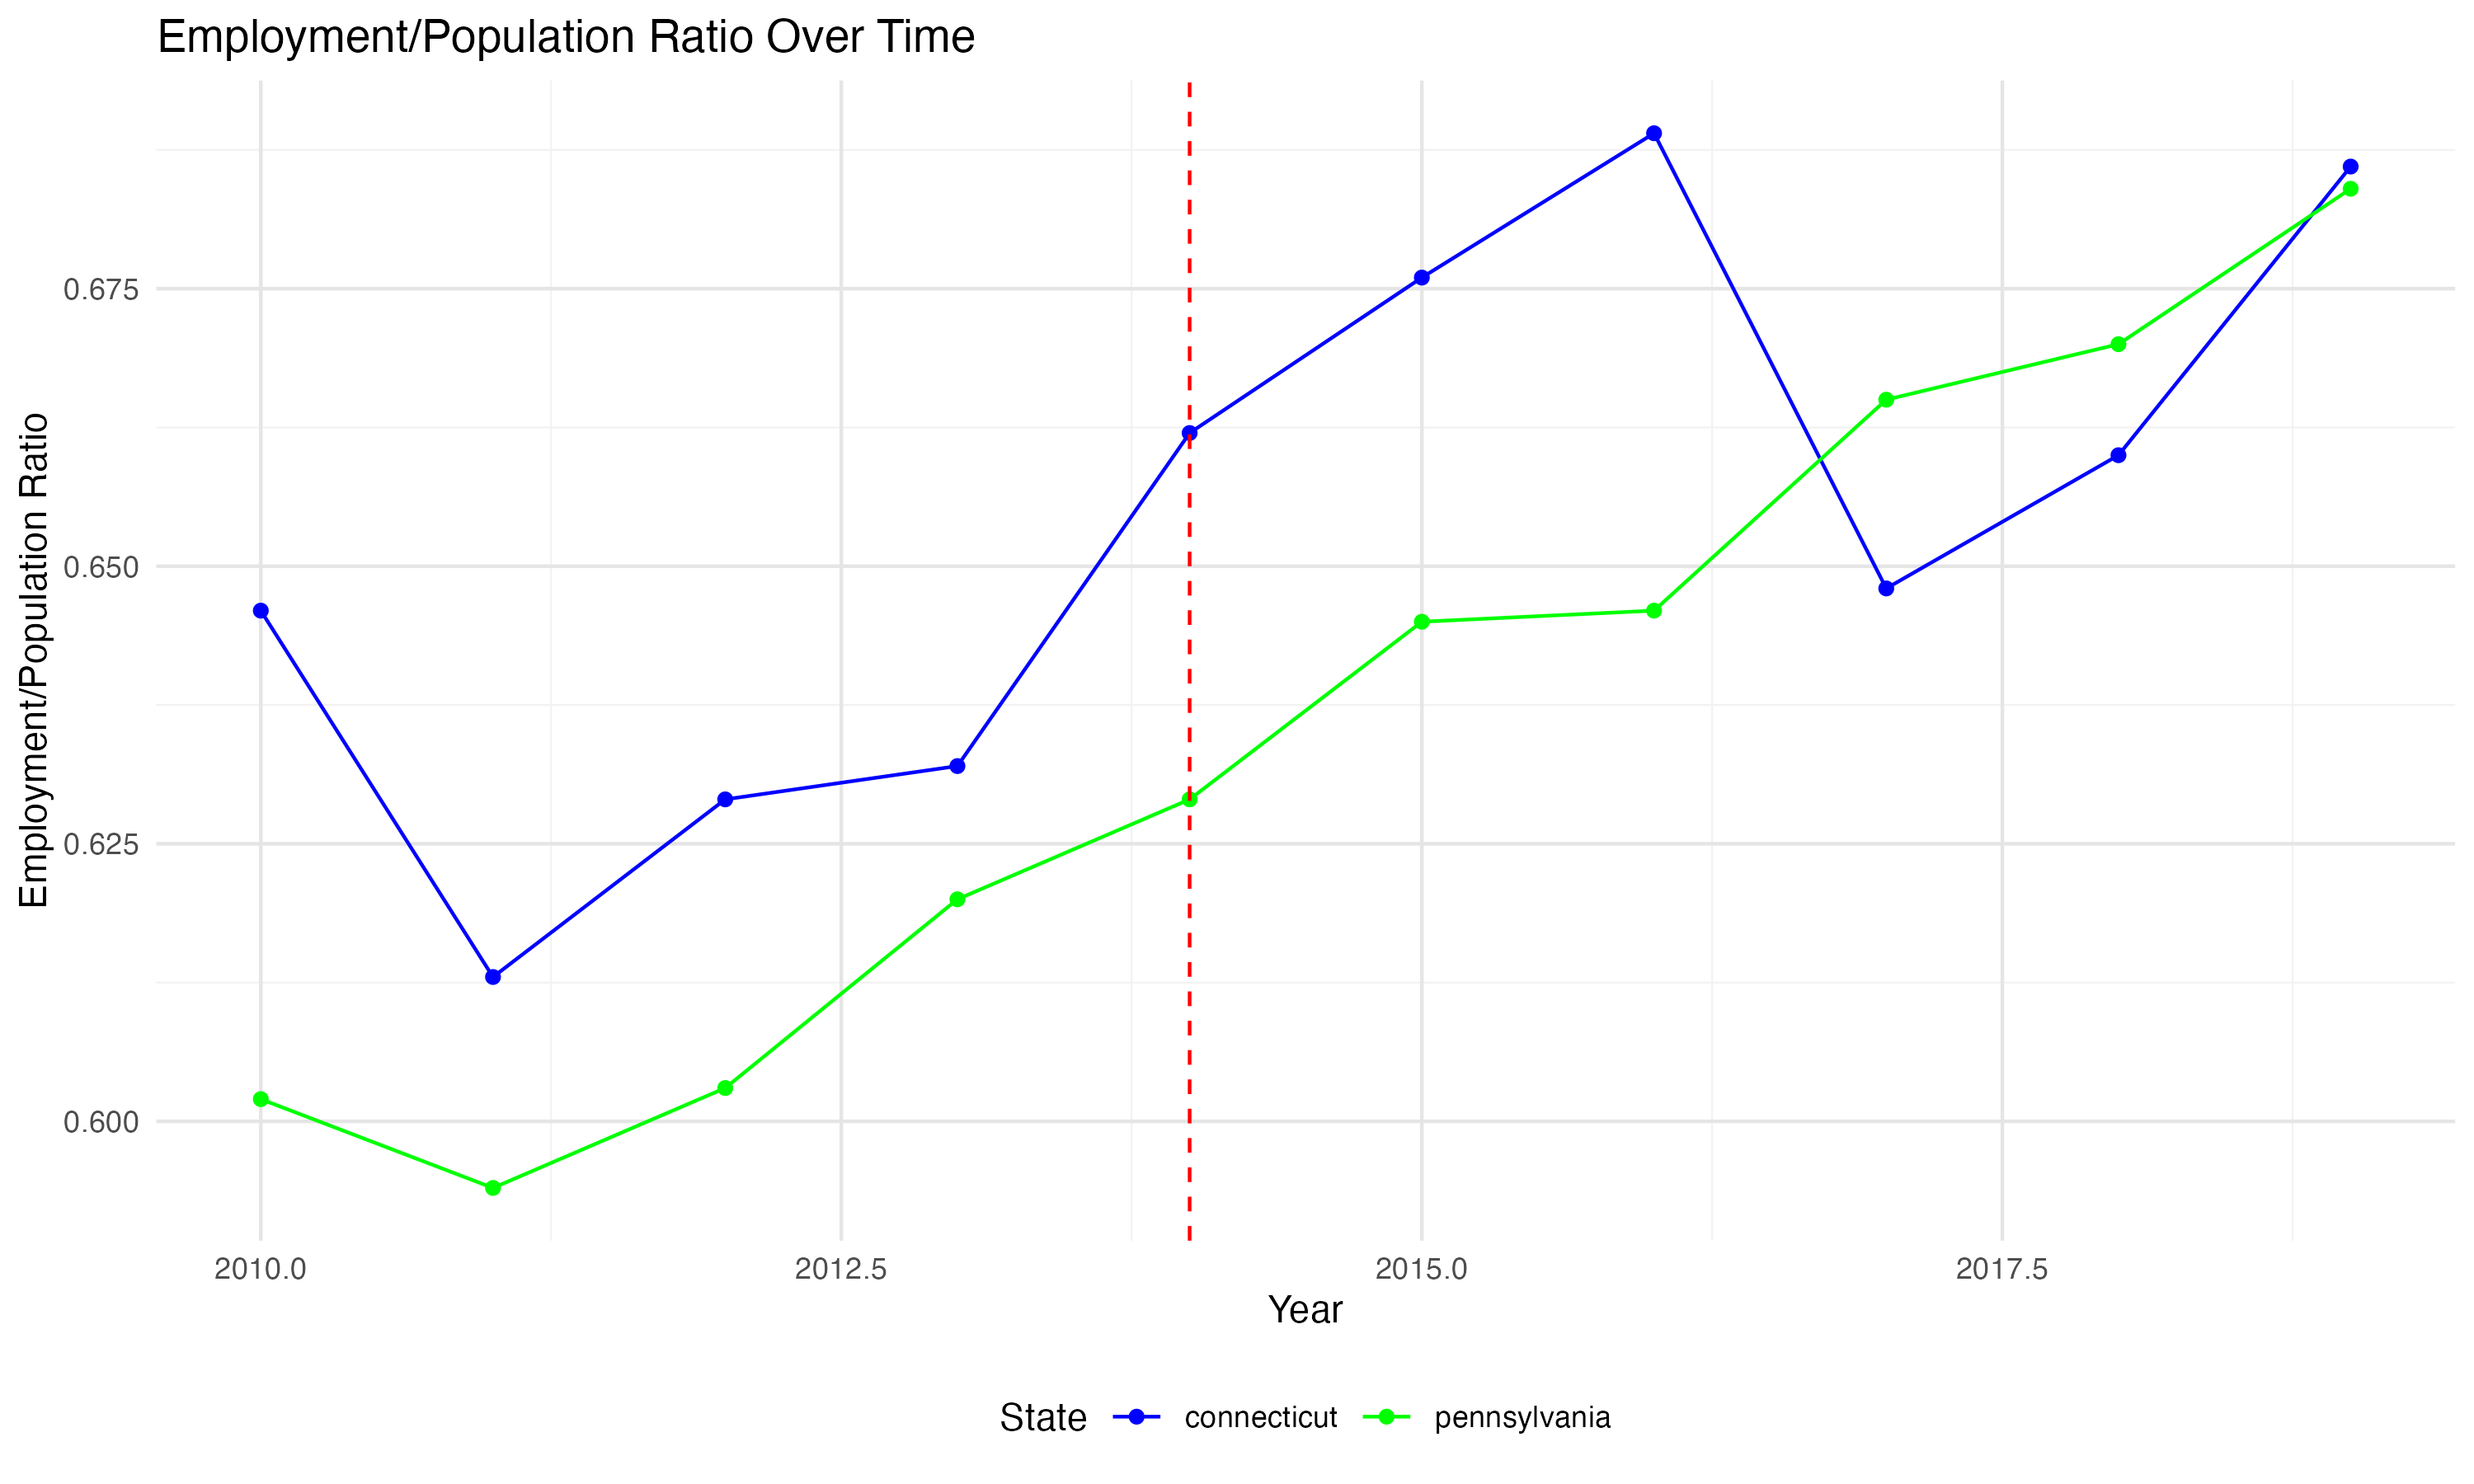 Employment/Population Ratio Over Time
Employment/Population Ratio
0.675
0.650
0.625
0.600
2010.0 2012.5 2015.0 2017.5
Year
State connecticut pennsylvania